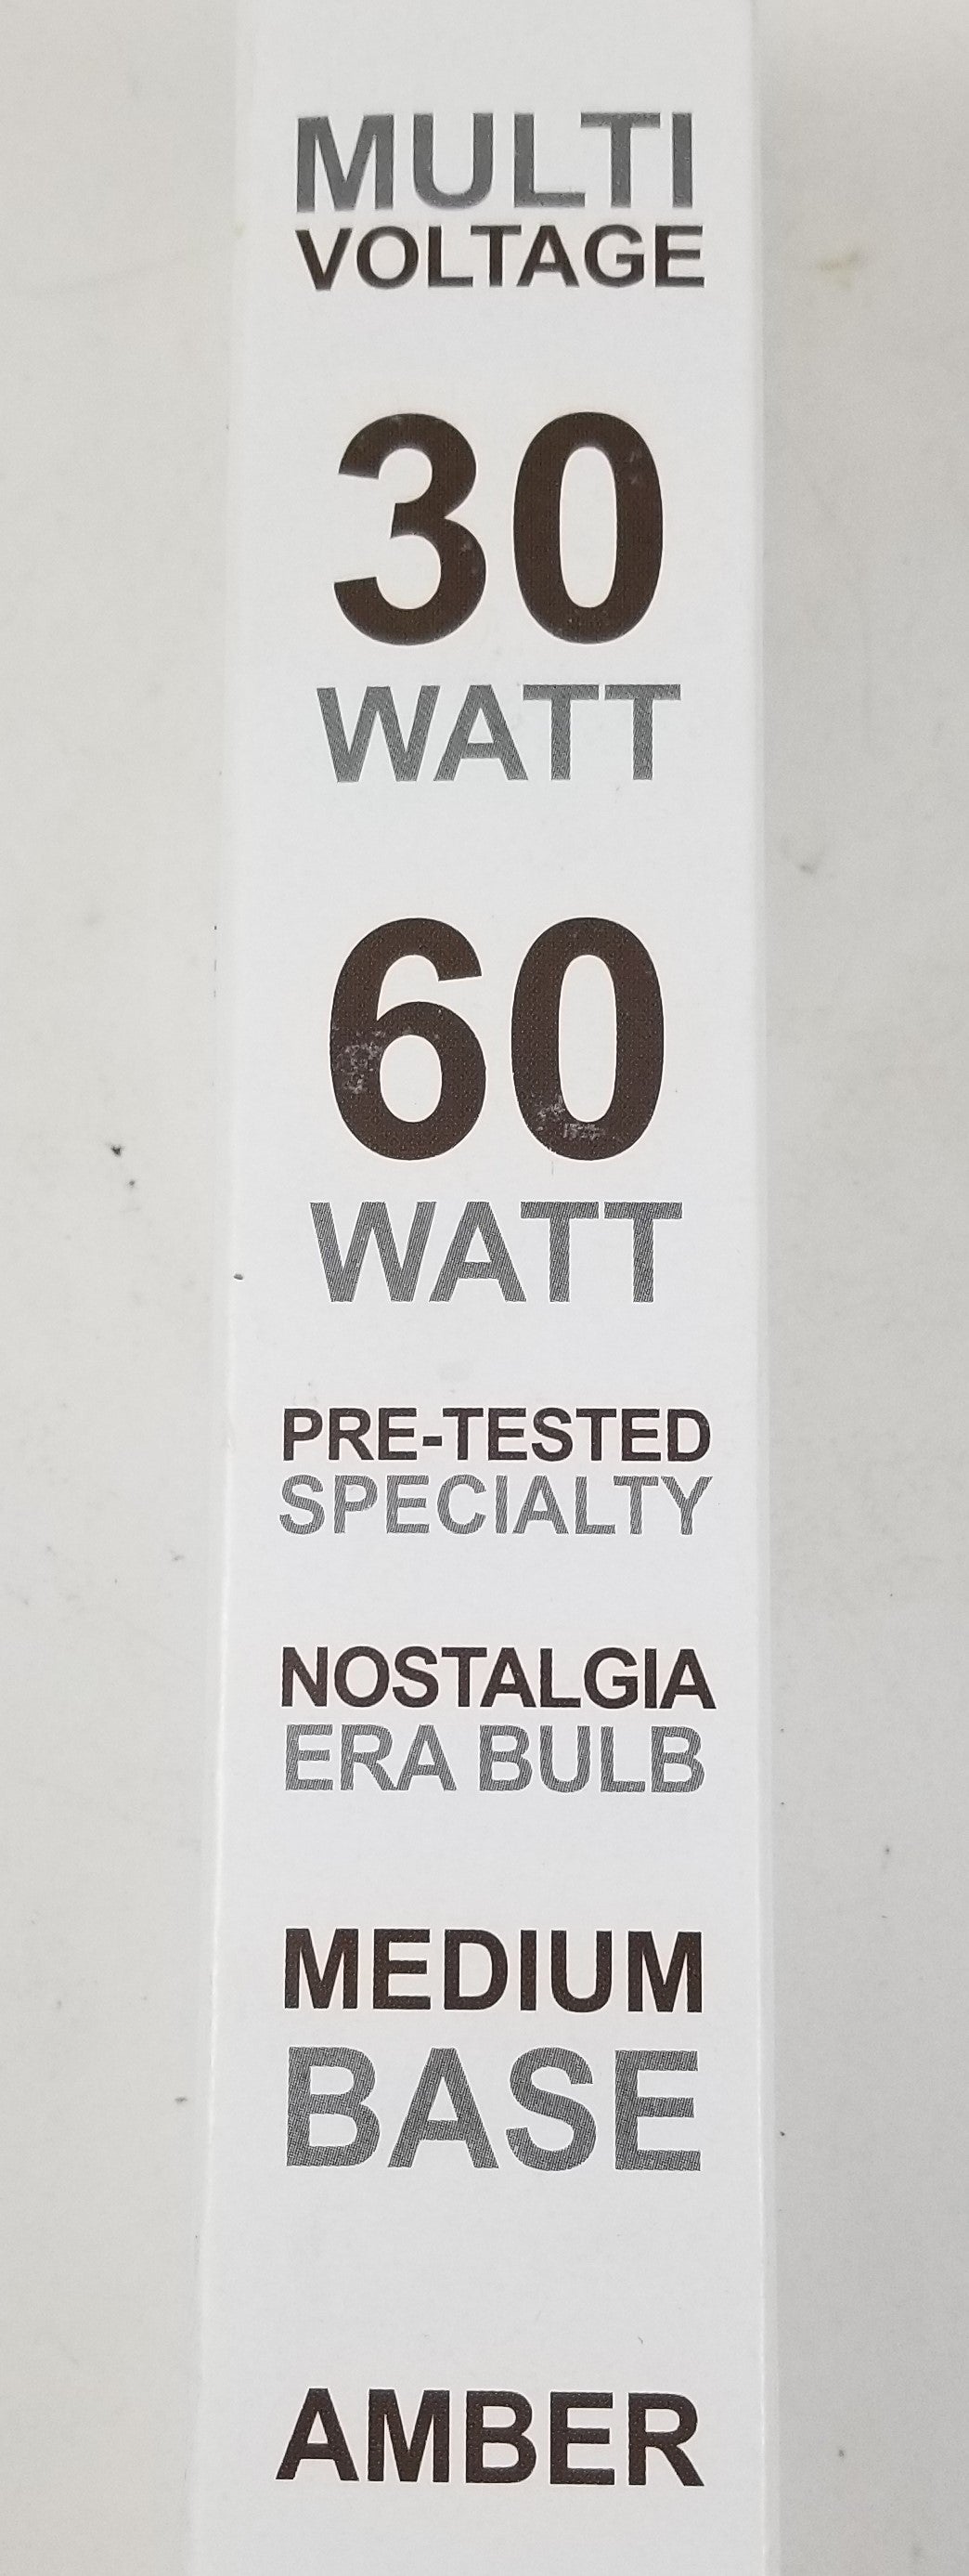 MULTI
VOLTAGE
30
WATT
60
WATT
PRE-TESTED
SPECIALTY
NOSTALGIA
ERA BULB
MEDIUM
BASE
AMBER